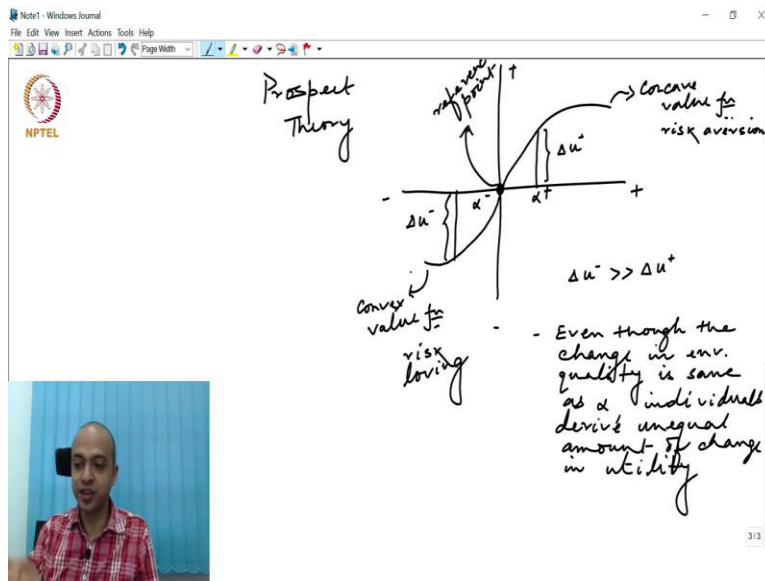 Note1 - Windows Journal
File Edit View Insert Actions Tools Help
Page Width
NPTEL
Prospect
Theory
reference
point
+
Concave
value fn
risk aversion
Δu⁺
-
α⁻
α⁺
+
Δu⁻
Δu⁻ >> Δu⁺
convex
value fn
risk
loving
-
- Even though the
change in env.
quality is same
as α individuals
derive unequal
amount of change
in utility
3/3